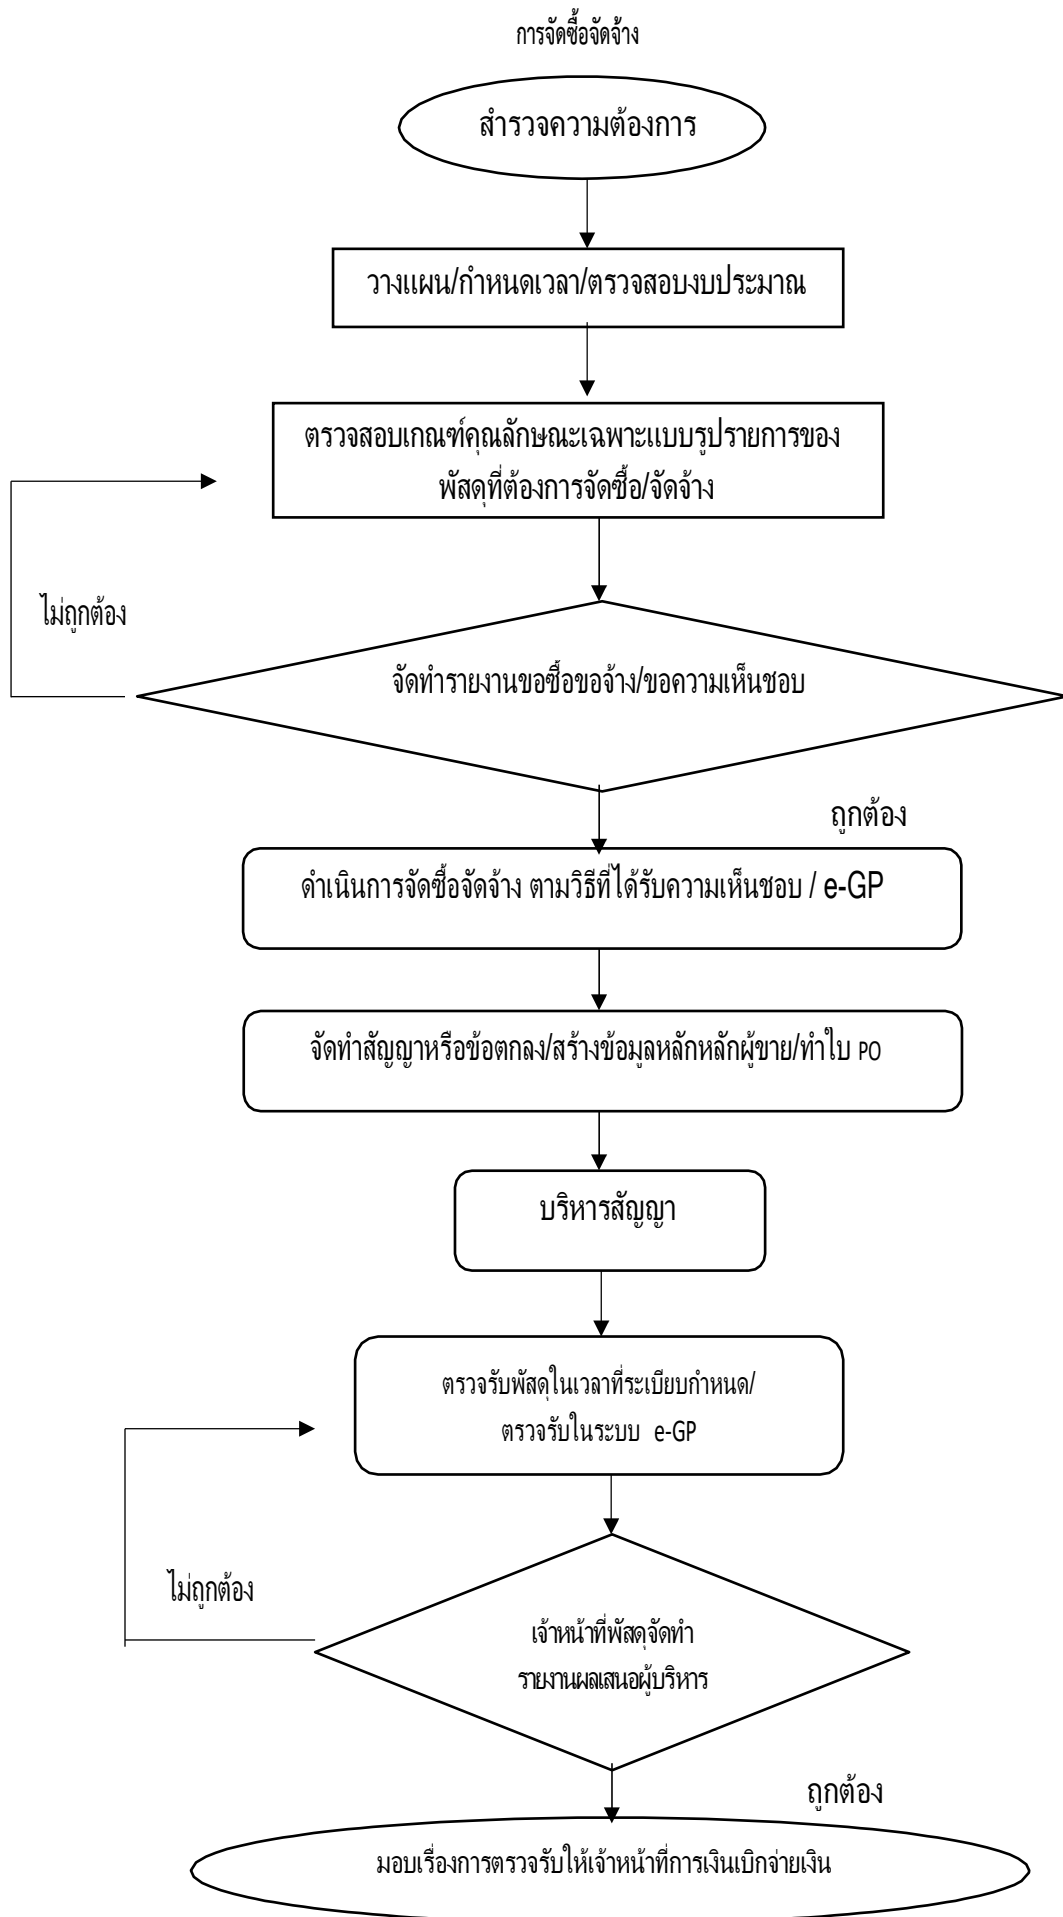 การจัดซื้อจัดจ้าง
สำรวจความต้องการ
วางแผน/กำหนดเวลา/ตรวจสอบงบประมาณ
ตรวจสอบเกณฑ์คุณลักษณะเฉพาะแบบรูปรายการของ
พัสดุที่ต้องการจัดซื้อ/จัดจ้าง
ไม่ถูกต้อง
จัดทำรายงานขอซื้อขอจ้าง/ขอความเห็นชอบ
ถูกต้อง
ดำเนินการจัดซื้อจัดจ้าง ตามวิธีที่ได้รับความเห็นชอบ / e-GP
จัดทำสัญญาหรือข้อตกลง/สร้างข้อมูลหลักหลักผู้ขาย/ทำใบ PO
บริหารสัญญา
ตรวจรับพัสดุในเวลาที่ระเบียบกำหนด/
ตรวจรับในระบบ e-GP
ไม่ถูกต้อง
เจ้าหน้าที่พัสดุจัดทำ
รายงานผลเสนอผู้บริหาร
ถูกต้อง
มอบเรื่องการตรวจรับให้เจ้าหน้าที่การเงินเบิกจ่ายเงิน